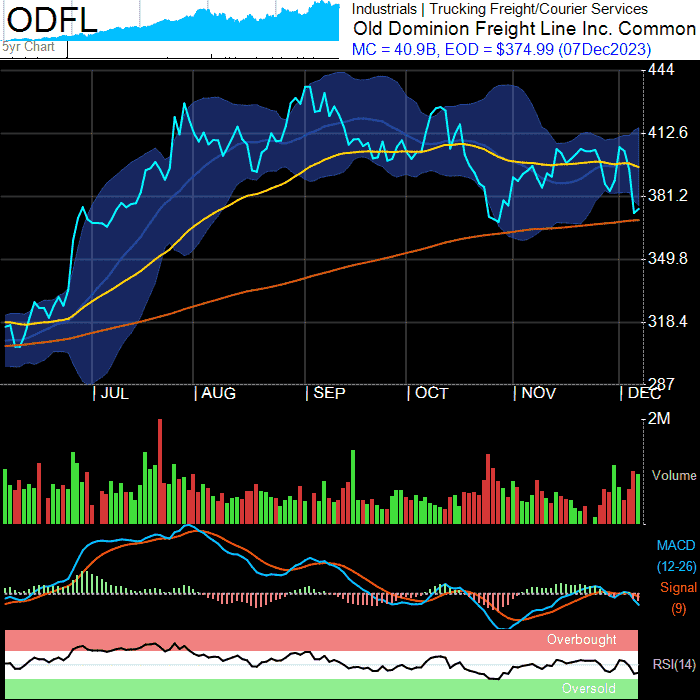 ODFL
5yr Chart
Industrials | Trucking Freight/Courier Services
Old Dominion Freight Line Inc. Common
MC = 40.9B, EOD = $374.99 (07Dec2023)
444
412.6
381.2
349.8
318.4
287
JUL AUG SEP OCT NOV DEC
2M
Volume
MACD
(12-26)
Signal
(9)
Overbought
RSI(14)
Oversold